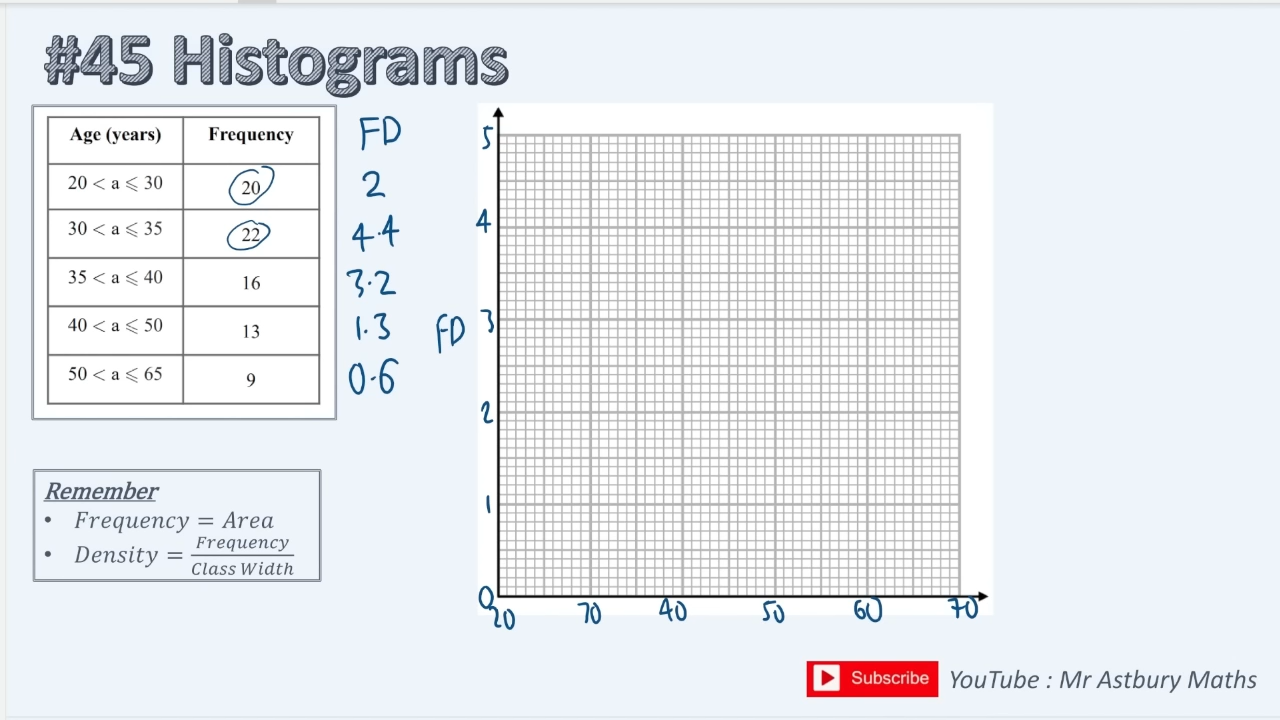 #45 Histograms
Age (years) Frequency FD
20 < a ⩽ 30 20 2
30 < a ⩽ 35 22 4.4
35 < a ⩽ 40 16 3.2
40 < a ⩽ 50 13 1.3
50 < a ⩽ 65 9 0.6
5
4
FD 3
2
1
0
20 70 40 50 60 70
Remember
• Frequency = Area
• Density = Frequency / Class Width
Subscribe YouTube : Mr Astbury Maths